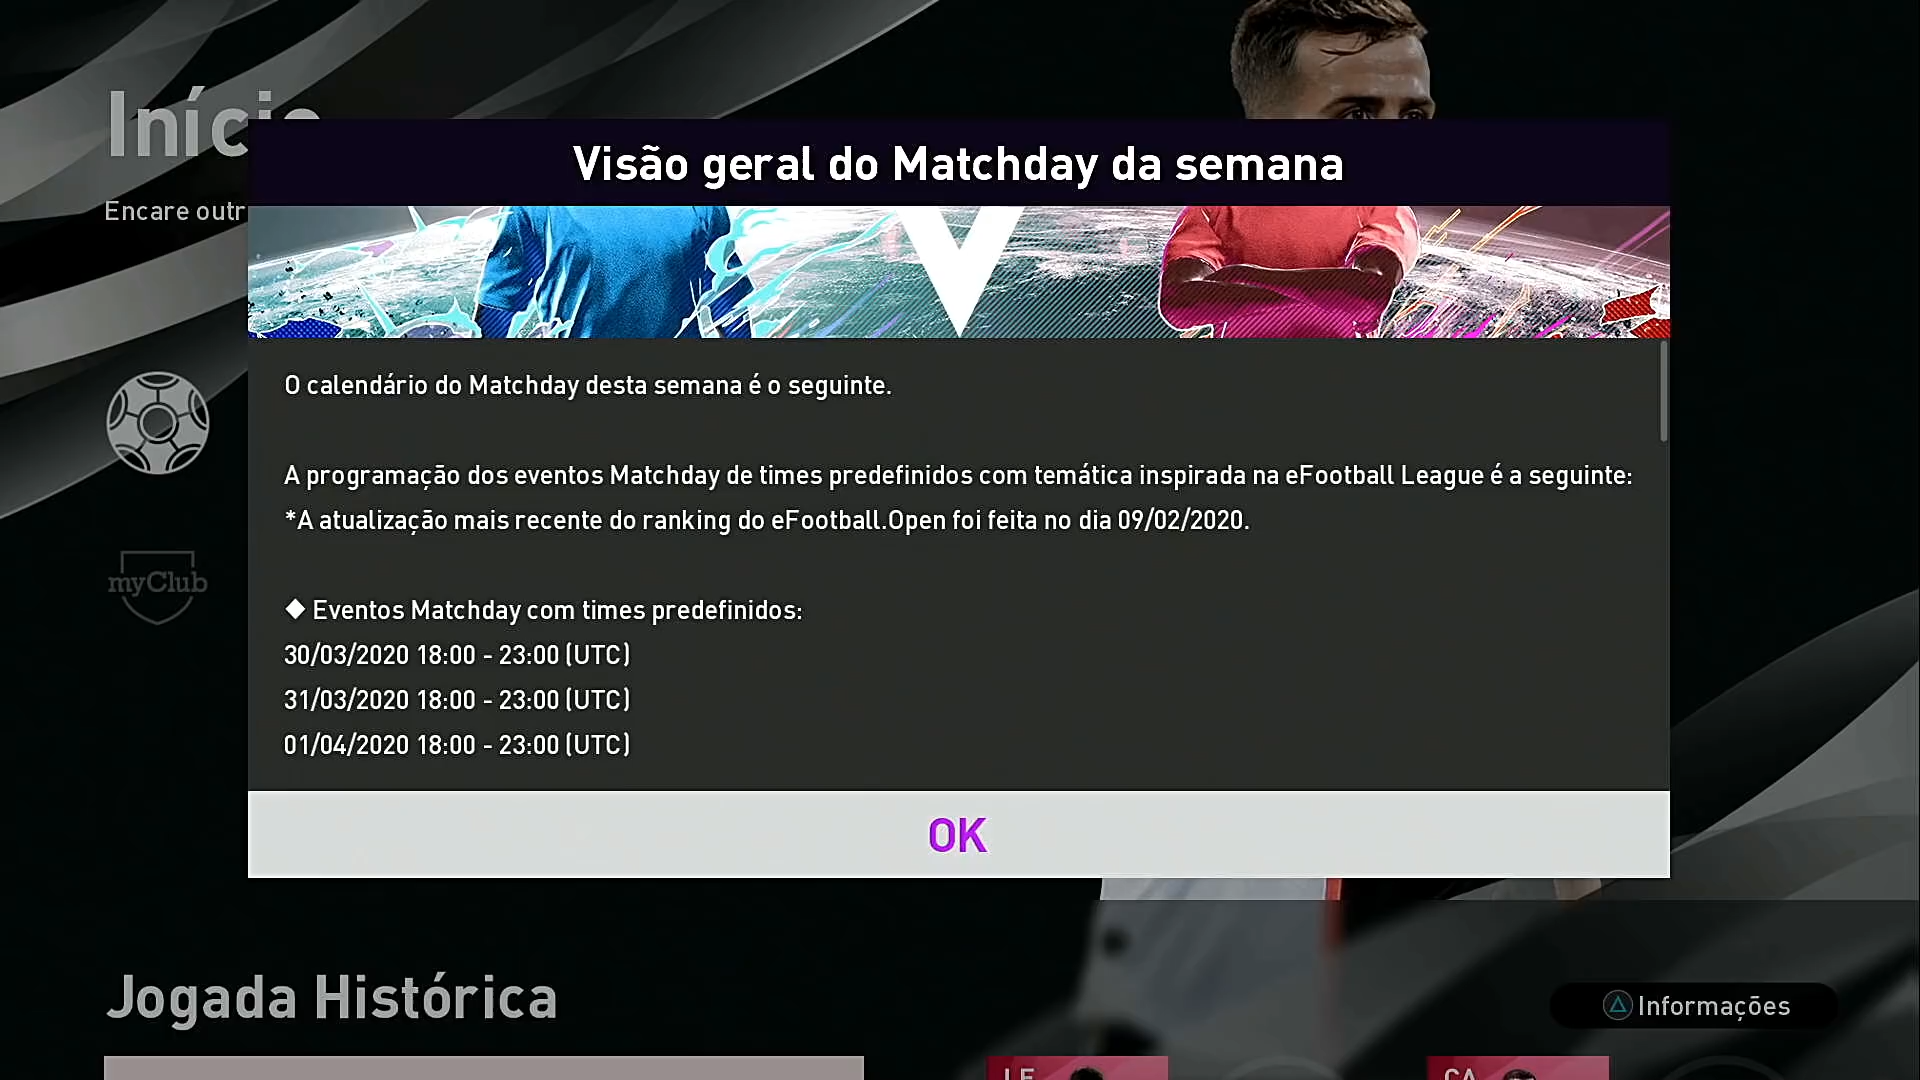 Iníci
Encare outr
Visão geral do Matchday da semana
O calendário do Matchday desta semana é o seguinte.
A programação dos eventos Matchday de times predefinidos com temática inspirada na eFootball League é a seguinte:
*A atualização mais recente do ranking do eFootball.Open foi feita no dia 09/02/2020.
◆ Eventos Matchday com times predefinidos:
30/03/2020 18:00 - 23:00 (UTC)
31/03/2020 18:00 - 23:00 (UTC)
01/04/2020 18:00 - 23:00 (UTC)
OK
myClub
Jogada Histórica
Informações